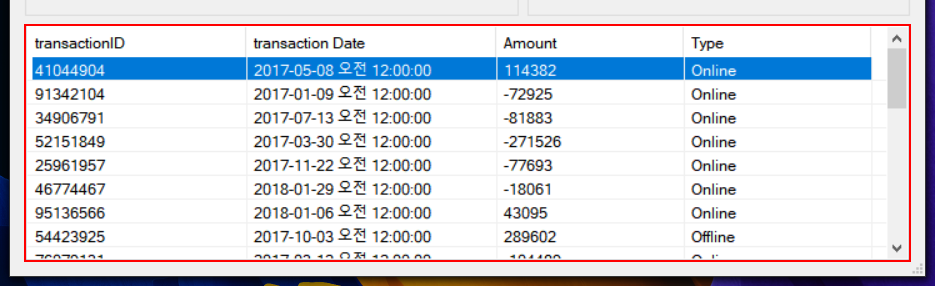 transactionID transaction Date Amount Type
41044904 2017-05-08 오전 12:00:00 114382 Online
91342104 2017-01-09 오전 12:00:00 -72925 Online
34906791 2017-07-13 오전 12:00:00 -81883 Online
52151849 2017-03-30 오전 12:00:00 -271526 Online
25961957 2017-11-22 오전 12:00:00 -77693 Online
46774467 2018-01-29 오전 12:00:00 -18061 Online
95136566 2018-01-06 오전 12:00:00 43095 Online
54423925 2017-10-03 오전 12:00:00 289602 Offline